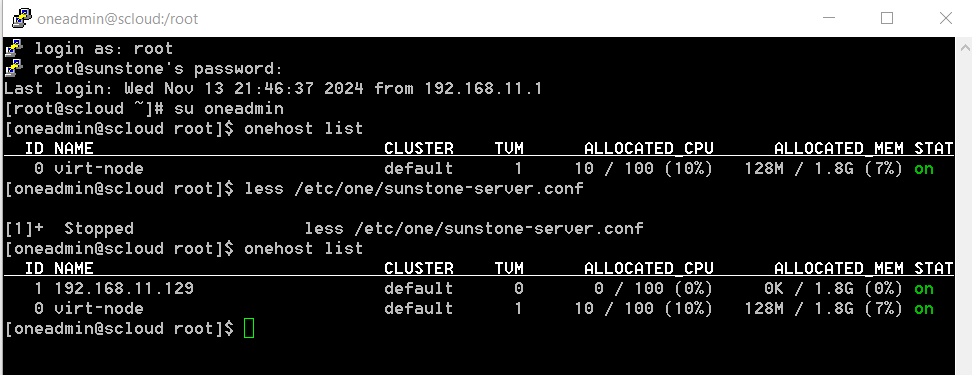 oneadmin@scloud:/root
login as: root
root@sunstone's password:
Last login: Wed Nov 13 21:46:37 2024 from 192.168.11.1
[root@scloud ~]# su oneadmin
[oneadmin@scloud root]$ onehost list
ID NAME CLUSTER TVM ALLOCATED_CPU ALLOCATED_MEM STAT
0 virt-node default 1 10 / 100 (10%) 128M / 1.8G (7%) on
[oneadmin@scloud root]$ less /etc/one/sunstone-server.conf
[1]+ Stopped less /etc/one/sunstone-server.conf
[oneadmin@scloud root]$ onehost list
ID NAME CLUSTER TVM ALLOCATED_CPU ALLOCATED_MEM STAT
1 192.168.11.129 default 0 0 / 100 (0%) 0K / 1.8G (0%) on
0 virt-node default 1 10 / 100 (10%) 128M / 1.8G (7%) on
[oneadmin@scloud root]$